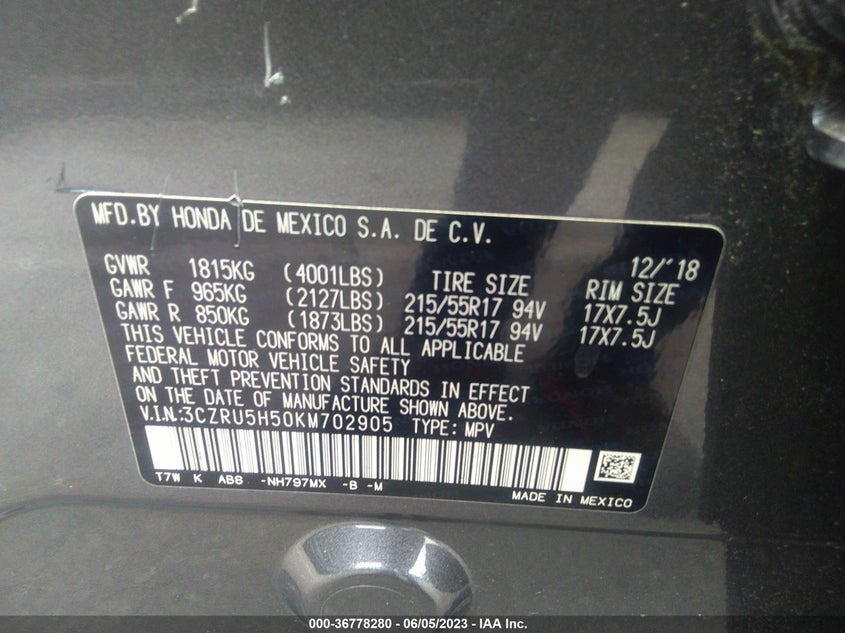 MFD.BY HONDA DE MEXICO S.A. DE C.V.
12/'18
GVWR 1815KG (4001LBS) TIRE SIZE RIM SIZE
GAWR F 965KG (2127LBS) 215/55R17 94V 17X7.5J
GAWR R 850KG (1873LBS) 215/55R17 94V 17X7.5J
THIS VEHICLE CONFORMS TO ALL APPLICABLE
FEDERAL MOTOR VEHICLE SAFETY
AND THEFT PREVENTION STANDARDS IN EFFECT
ON THE DATE OF MANUFACTURE SHOWN ABOVE.
V.I.N:3CZRU5H50KM702905 TYPE: MPV
T7W K AB8 -NH797MX -B -M
MADE IN MEXICO
000-36778280 - 06/05/2023 - IAA Inc.